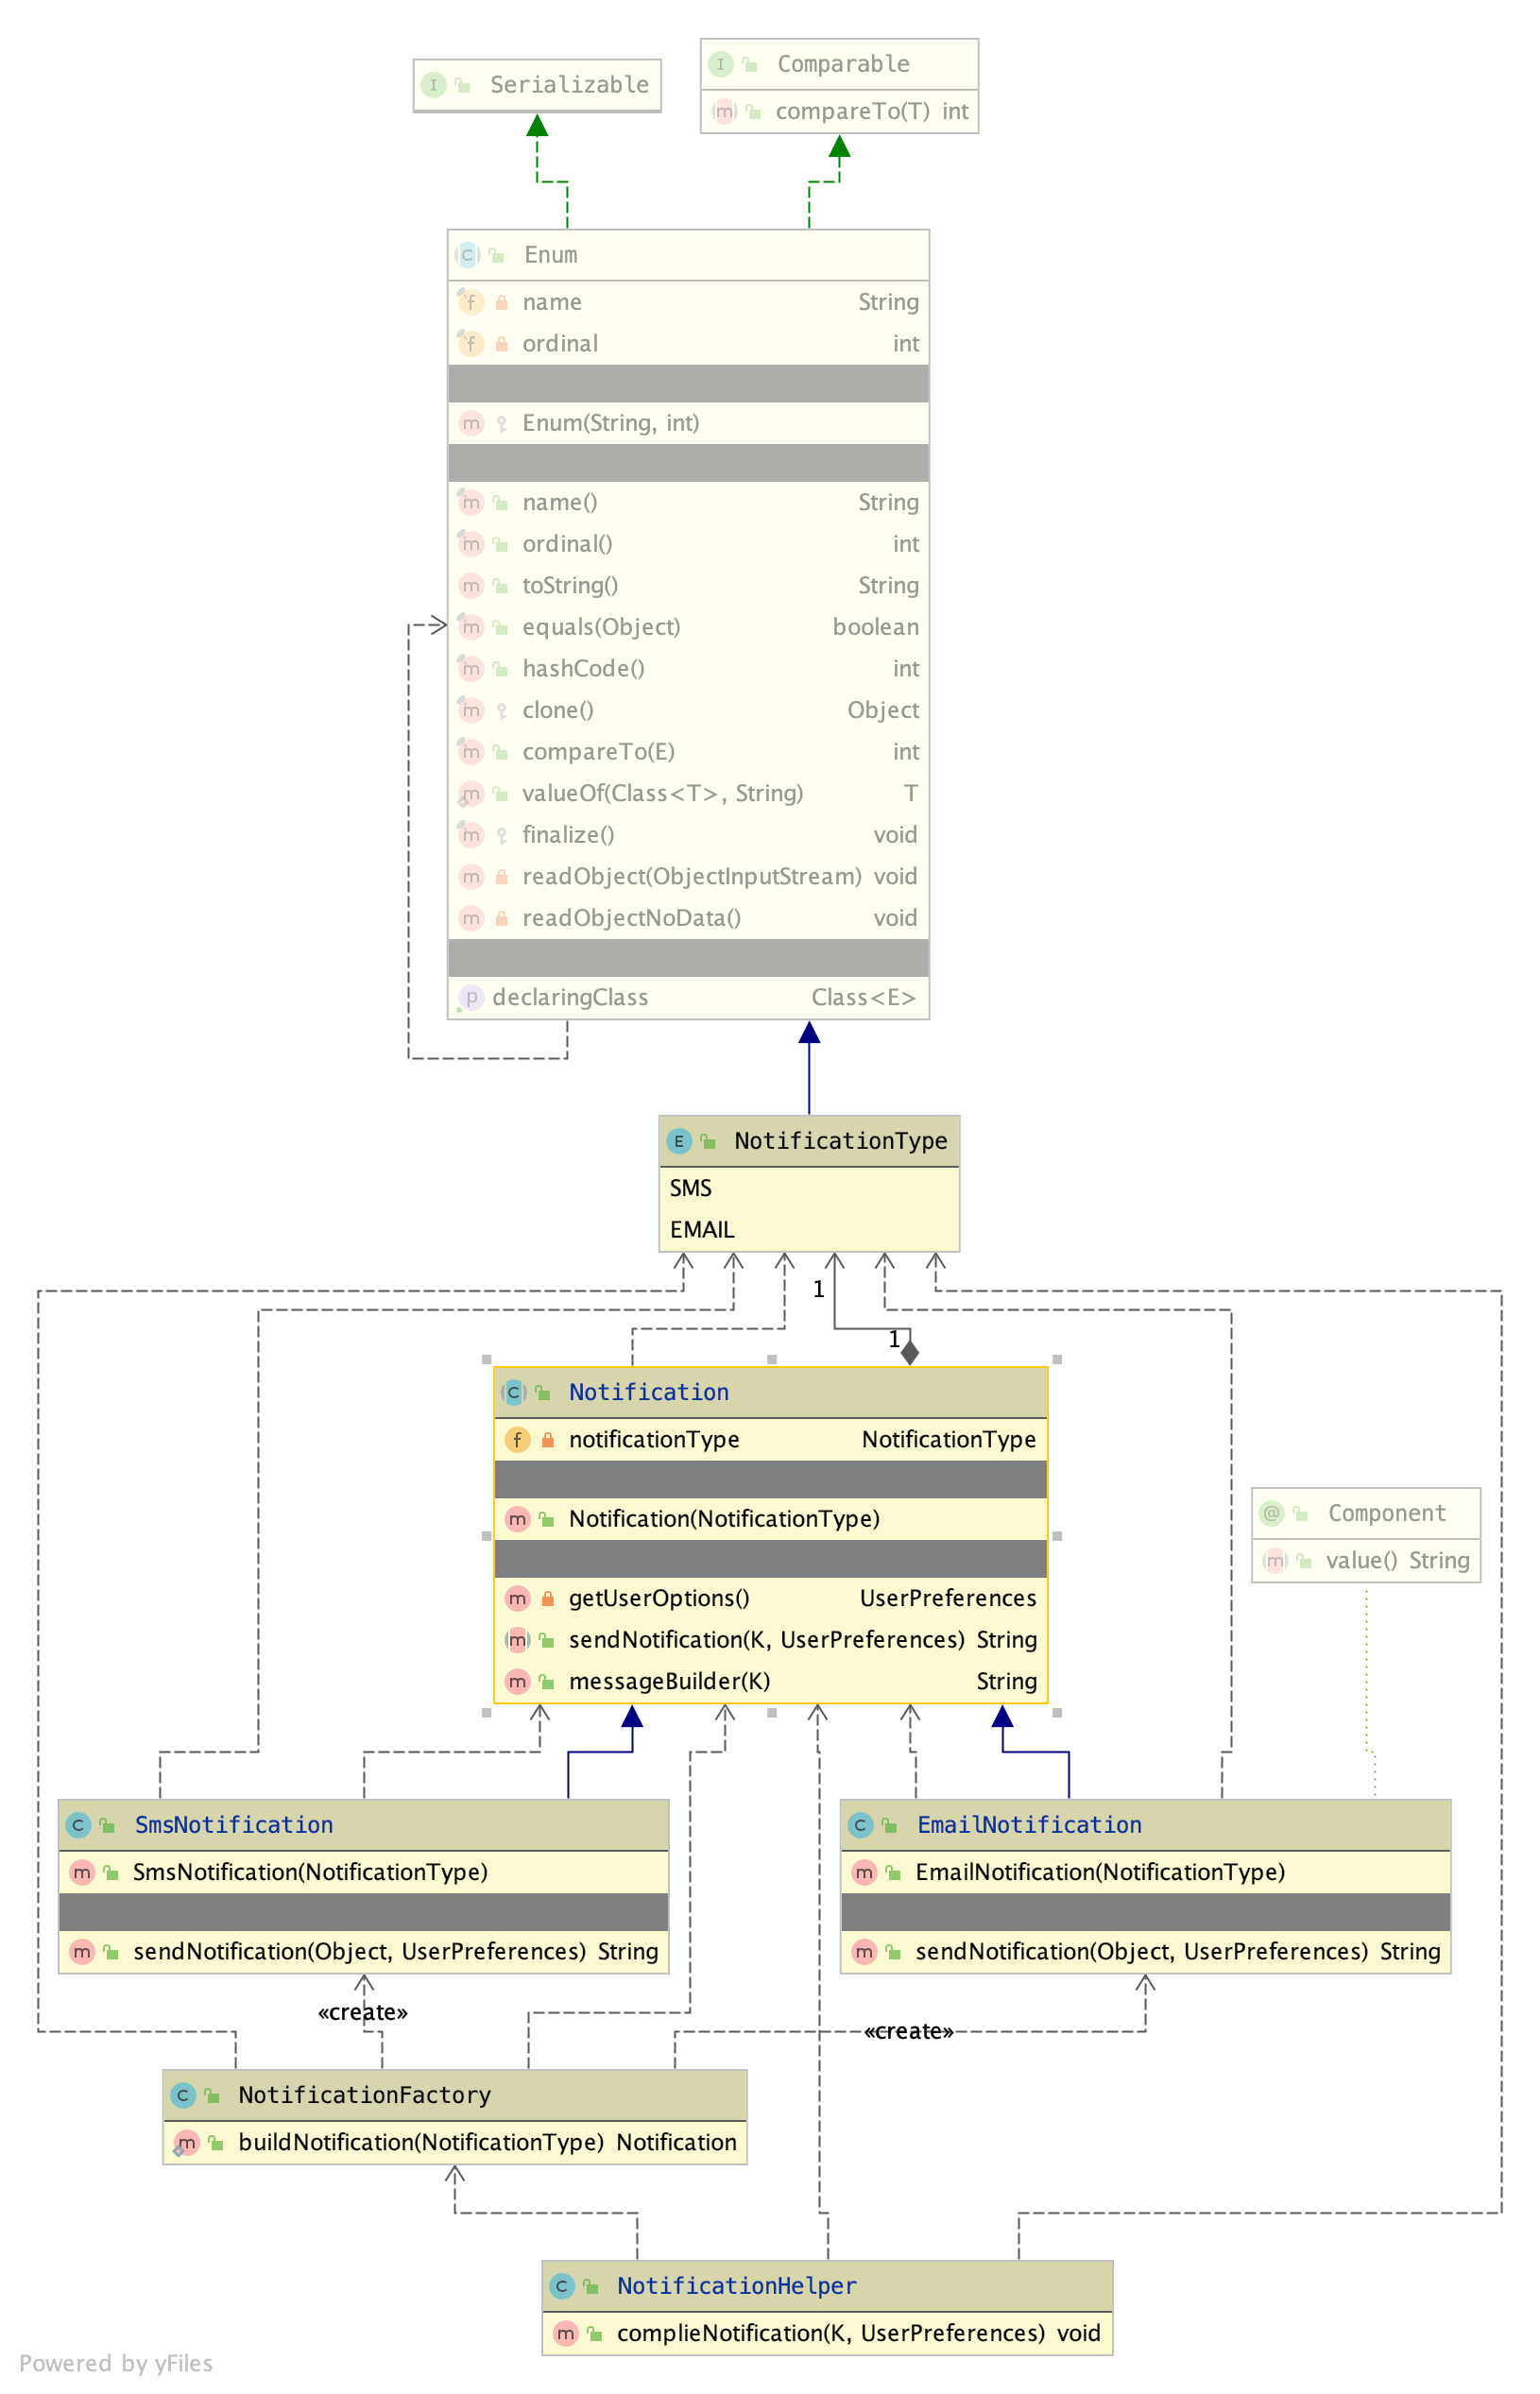 Serializable
Comparable
compareTo(T) int
Enum
name String
ordinal int
Enum(String, int)
name() String
ordinal() int
toString() String
equals(Object) boolean
hashCode() int
clone() Object
compareTo(E) int
valueOf(Class<T>, String) T
finalize() void
readObject(ObjectInputStream) void
readObjectNoData() void
declaringClass Class<E>
NotificationType
SMS
EMAIL
1
1
Notification
notificationType NotificationType
Notification(NotificationType)
getUserOptions() UserPreferences
sendNotification(K, UserPreferences) String
messageBuilder(K) String
Component
value() String
SmsNotification
SmsNotification(NotificationType)
sendNotification(Object, UserPreferences) String
EmailNotification
EmailNotification(NotificationType)
sendNotification(Object, UserPreferences) String
«create»
«create»
NotificationFactory
buildNotification(NotificationType) Notification
NotificationHelper
complieNotification(K, UserPreferences) void
Powered by yFiles